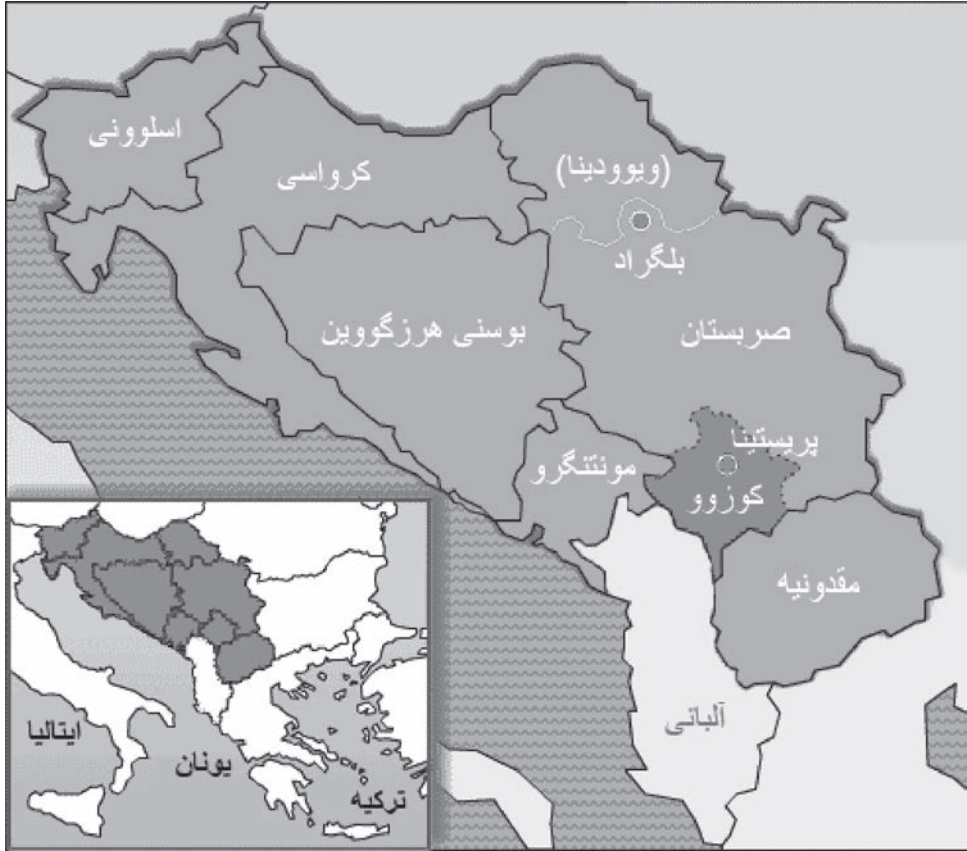 اسلوونی
کرواسی
(ویوودینا)
بلگراد
بوسنی هرزگووین
صربستان
پریستینا
مونتنگرو
کوزوو
مقدونیه
آلبانی
ایتالیا
یونان
ترکیه